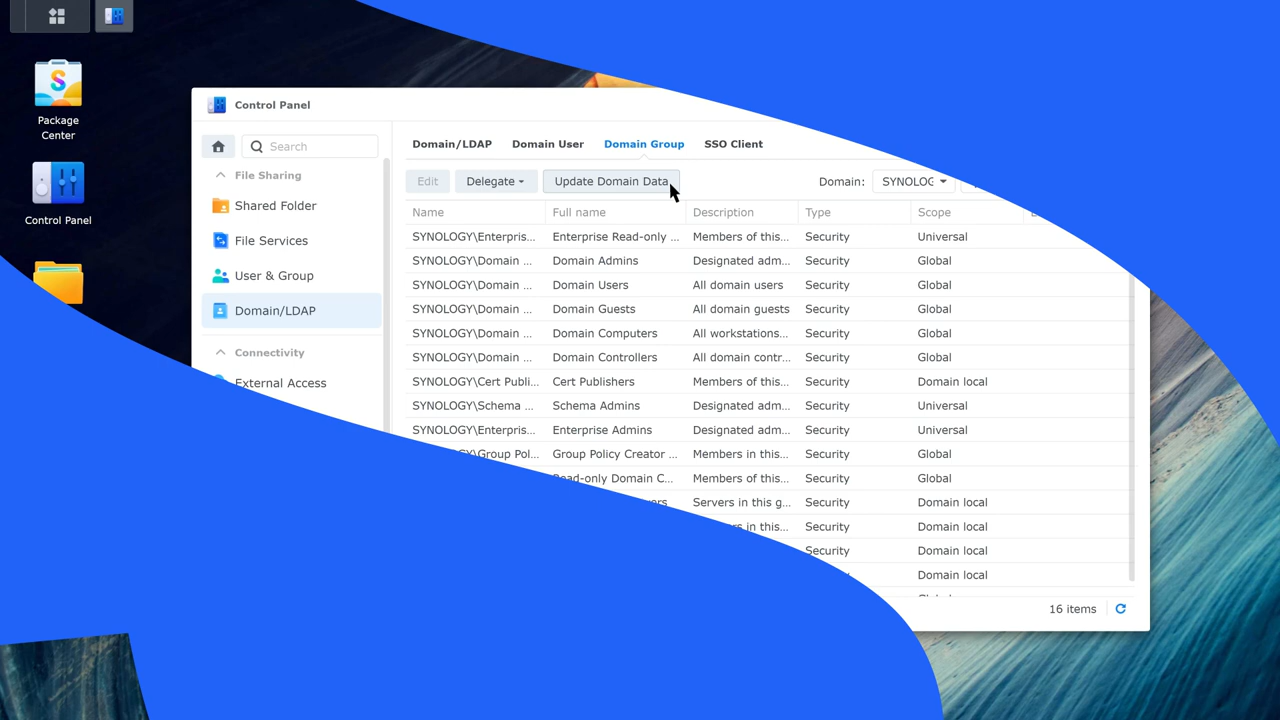 Package
Center
Control Panel
Control Panel
Search
File Sharing
Shared Folder
File Services
User & Group
Domain/LDAP
Connectivity
External Access
Domain/LDAP Domain User Domain Group SSO Client
Edit Delegate Update Domain Data Domain: SYNOLOG
Name Full name Description Type Scope
SYNOLOGY\Enterpris... Enterprise Read-only ... Members of this... Security Universal
SYNOLOGY\Domain ... Domain Admins Designated adm... Security Global
SYNOLOGY\Domain ... Domain Users All domain users Security Global
SYNOLOGY\Domain ... Domain Guests All domain guests Security Global
SYNOLOGY\Domain ... Domain Computers All workstations... Security Global
SYNOLOGY\Domain ... Domain Controllers All domain contr... Security Global
SYNOLOGY\Cert Publi... Cert Publishers Members of this... Security Domain local
SYNOLOGY\Schema ... Schema Admins Designated adm... Security Universal
SYNOLOGY\Enterpris... Enterprise Admins Designated adm... Security Universal
\Group Pol... Group Policy Creator ... Members in this... Security Global
Domain C... Members of this... Security Global
Servers in this g... Security Domain local
in this... Security Domain local
Security Domain local
Domain local
16 items